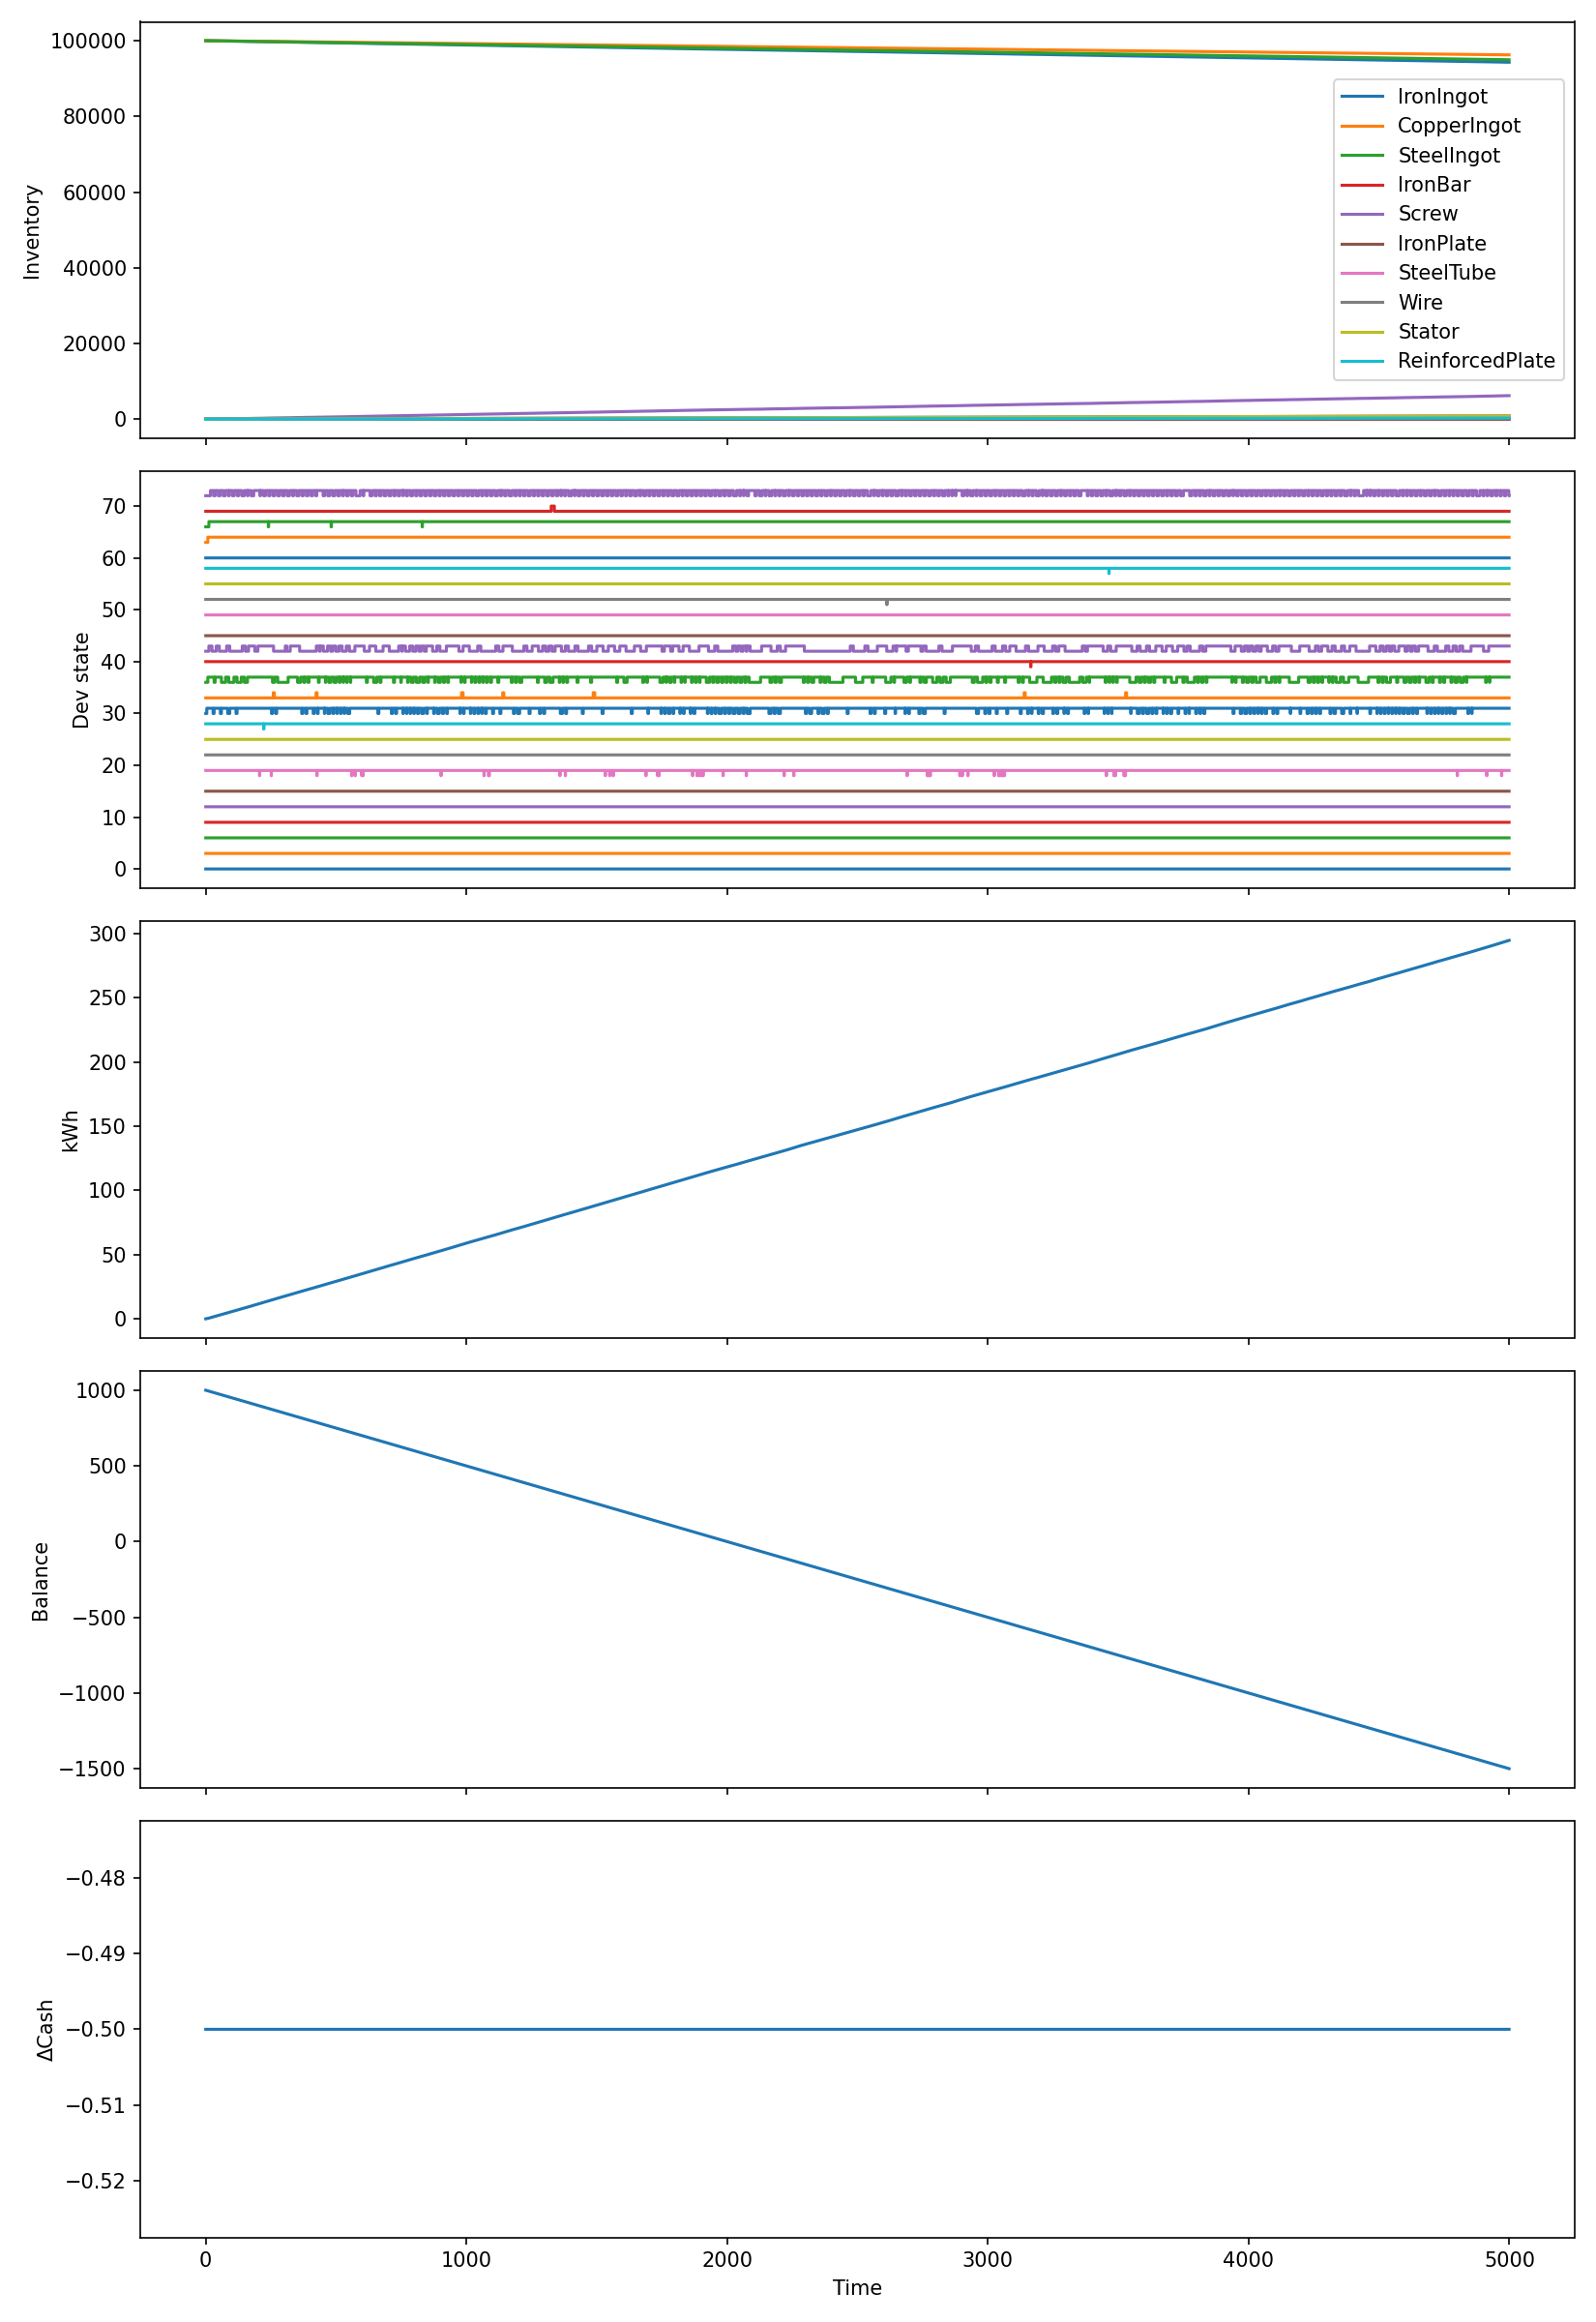 100000
80000
60000
40000
20000
0
Inventory
IronIngot
CopperIngot
SteelIngot
IronBar
Screw
IronPlate
SteelTube
Wire
Stator
ReinforcedPlate
70
60
50
40
30
20
10
0
Dev state
300
250
200
150
100
50
0
kWh
1000
500
0
−500
−1000
−1500
Balance
−0.48
−0.49
−0.50
−0.51
−0.52
ΔCash
0 1000 2000 3000 4000 5000
Time